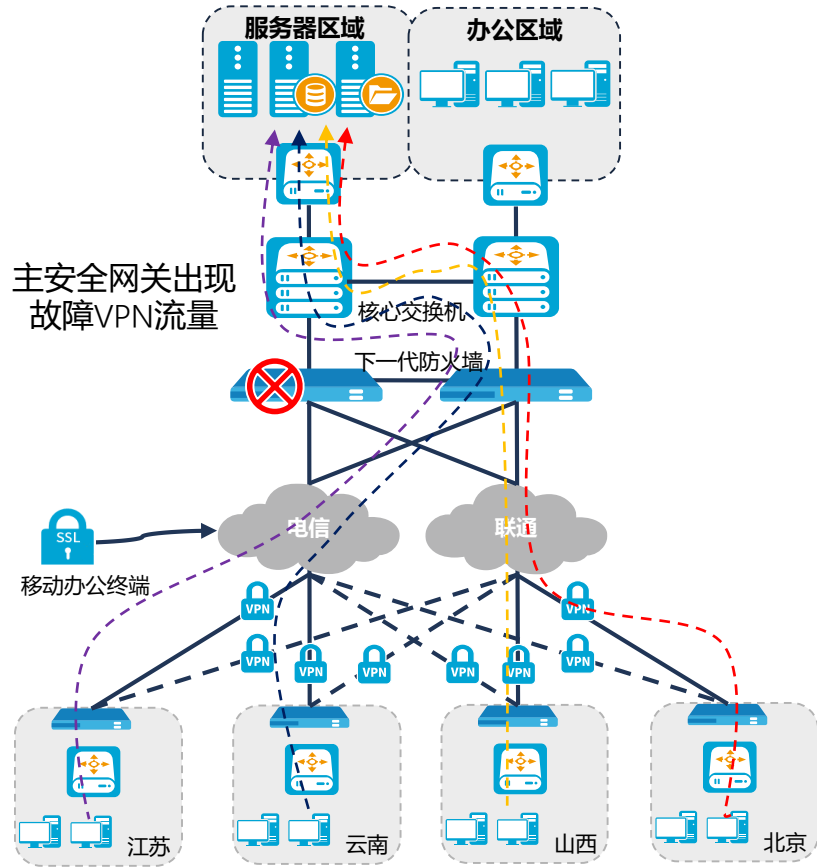 服务器区域
办公区域
主安全网关出现
故障VPN流量
核心交换机
下一代防火墙
电信
联通
SSL
移动办公终端
VPN
VPN
VPN
VPN
VPN
VPN
VPN
VPN
江苏
云南
山西
北京